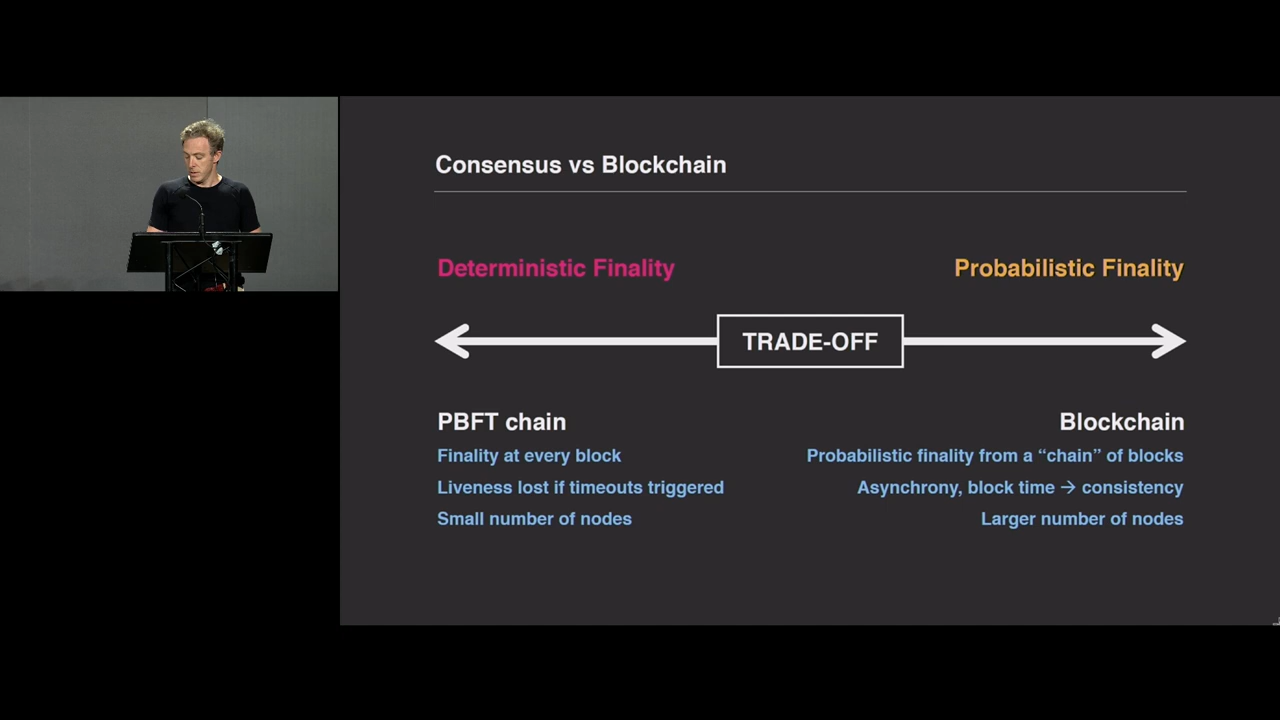 Consensus vs Blockchain
Deterministic Finality
Probabilistic Finality
TRADE-OFF
PBFT chain
Finality at every block
Liveness lost if timeouts triggered
Small number of nodes
Blockchain
Probabilistic finality from a “chain” of blocks
Asynchrony, block time → consistency
Larger number of nodes